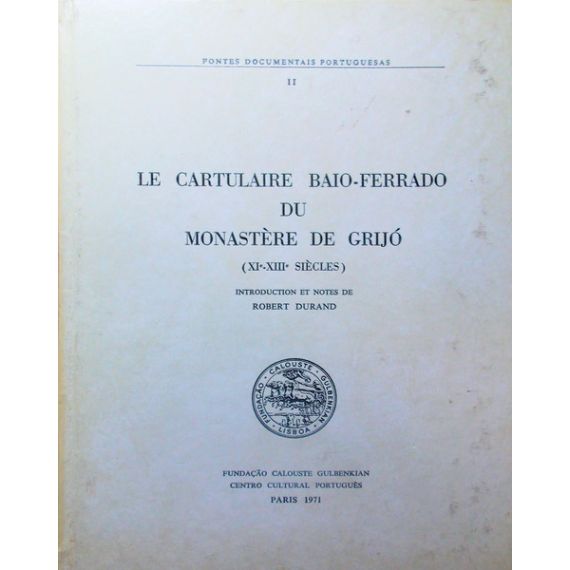 FONTES DOCUMENTAIS PORTUGUESAS
II
LE CARTULAIRE BAIO-FERRADO
DU
MONASTÈRE DE GRIJÓ
(XIᵉ-XIIIᵉ SIÈCLES)
INTRODUCTION ET NOTES DE
ROBERT DURAND
FUNDAÇÃO • CALOUSTE • GULBENKIAN
• LISBOA •
FUNDAÇÃO CALOUSTE GULBENKIAN
CENTRO CULTURAL PORTUGUÊS
PARIS 1971